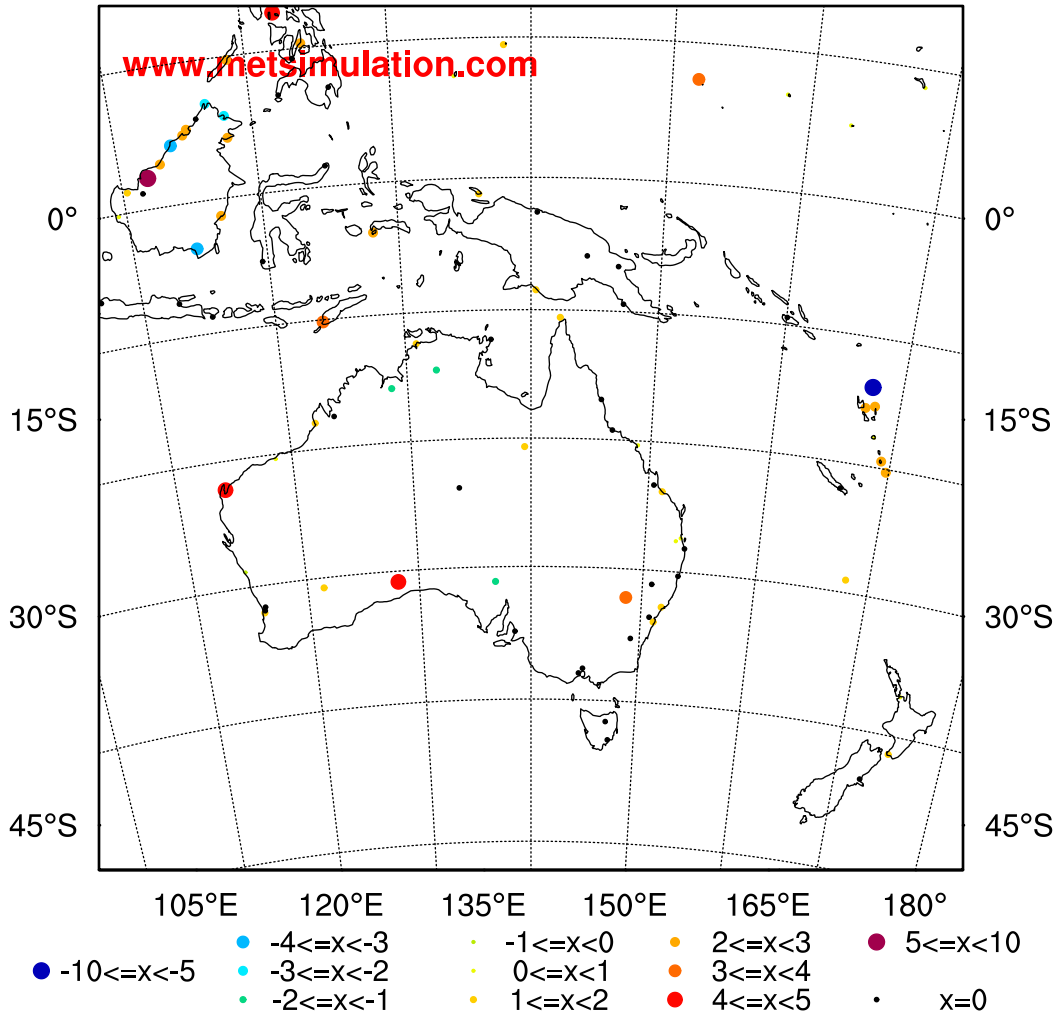 www.metsimulation.com
0° 0°
15°S 15°S
30°S 30°S
45°S 45°S
105°E 120°E 135°E 150°E 165°E 180°
-4<=x<-3 -1<=x<0 2<=x<3 5<=x<10
-10<=x<-5 -3<=x<-2 0<=x<1 3<=x<4
-2<=x<-1 1<=x<2 4<=x<5 x=0